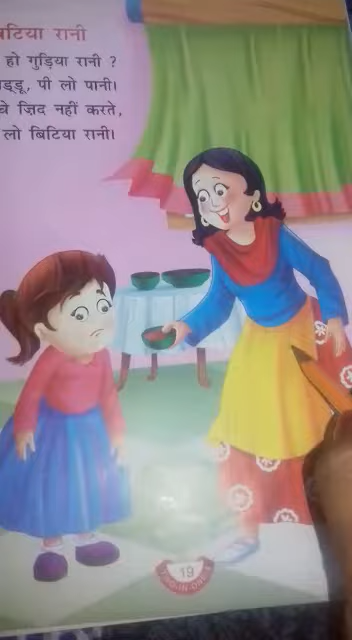 बिटिया रानी
हो गुड़िया रानी ?
लड्डू, पी लो पानी।
ज़िद नहीं करते,
लो बिटिया रानी।
19